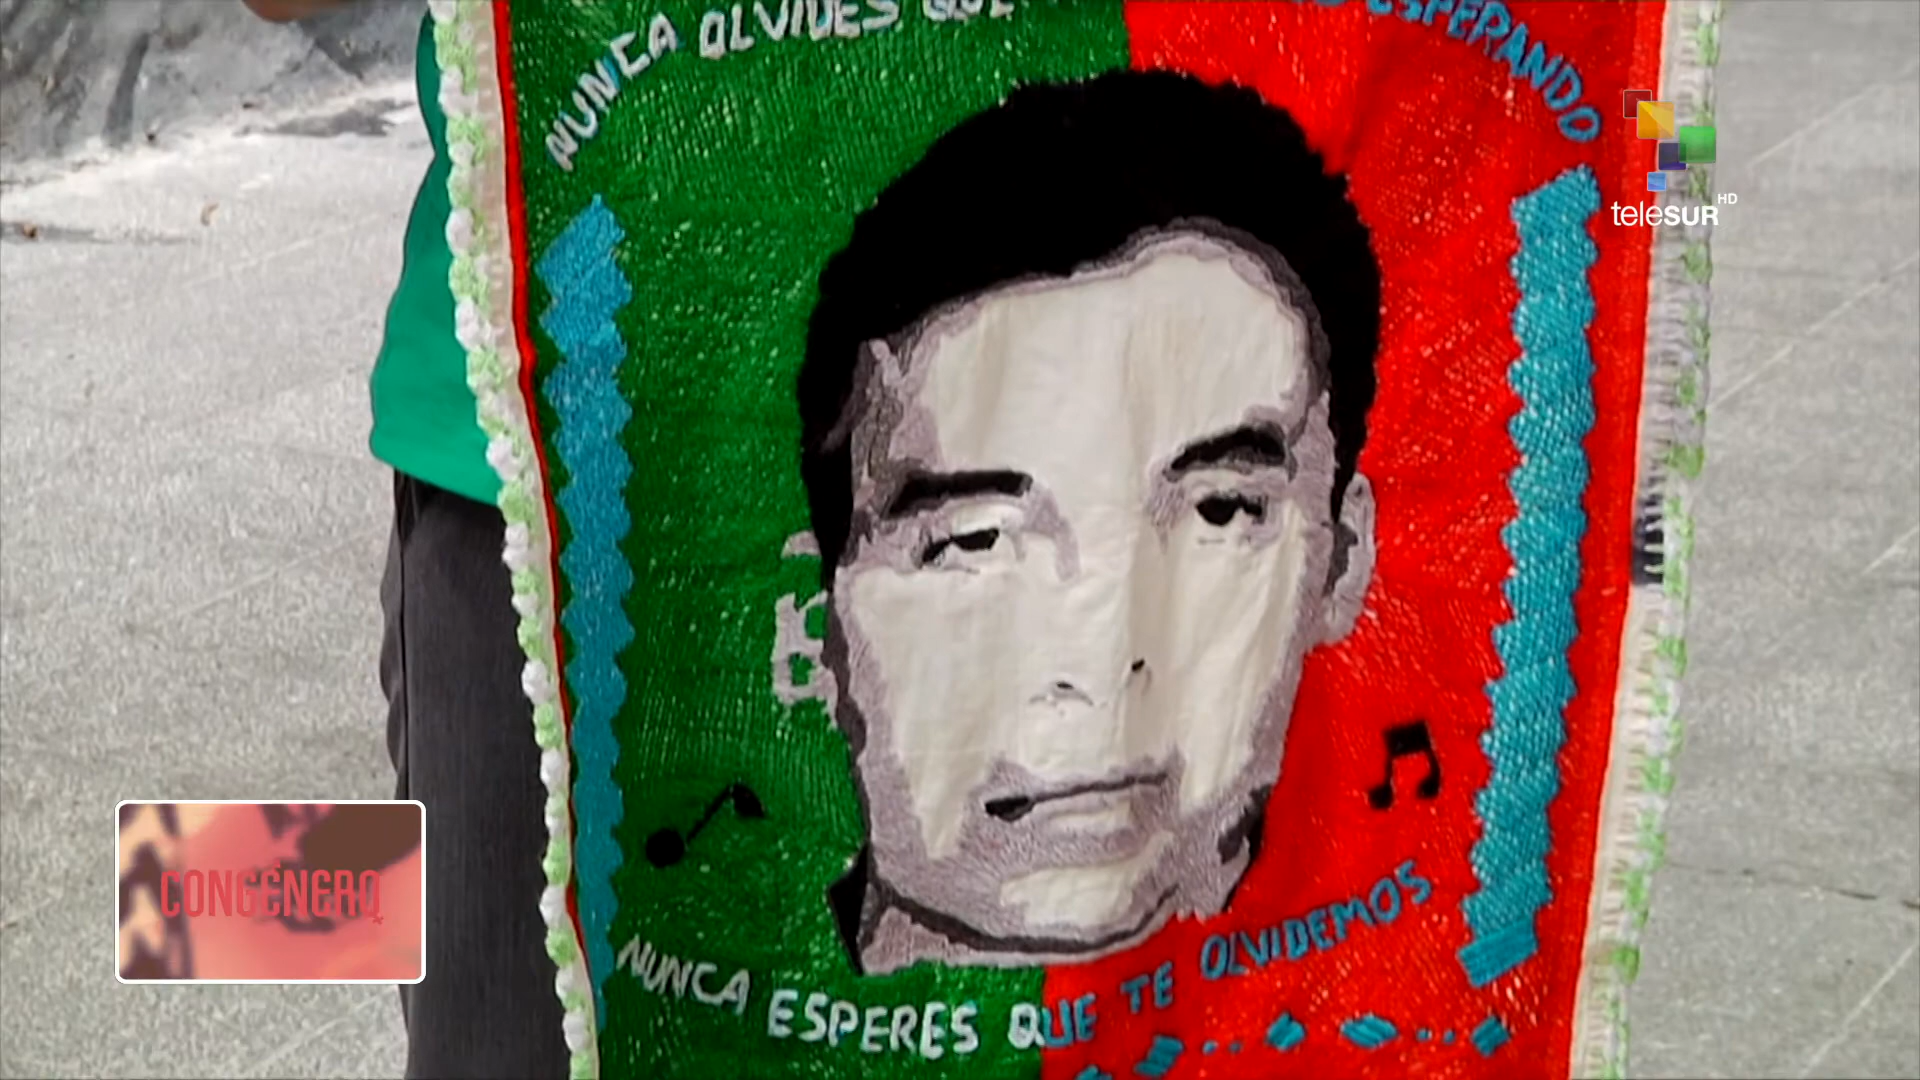 NUNCA OLVIDES QUE
ESPERANDO
teleSUR HD
CONGÉNERO
NUNCA ESPERES QUE TE OLVIDEMOS